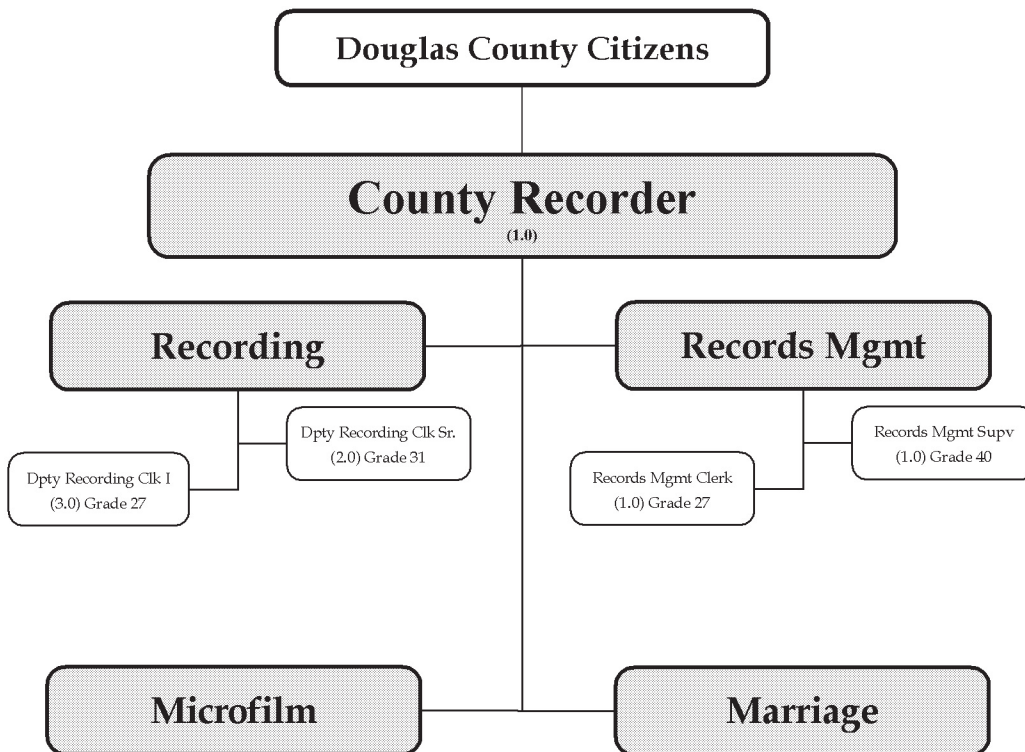 Douglas County Citizens
County Recorder
(1.0)
Recording
Records Mgmt
Dpty Recording Clk Sr.
(2.0) Grade 31
Dpty Recording Clk I
(3.0) Grade 27
Records Mgmt Supv
(1.0) Grade 40
Records Mgmt Clerk
(1.0) Grade 27
Microfilm
Marriage